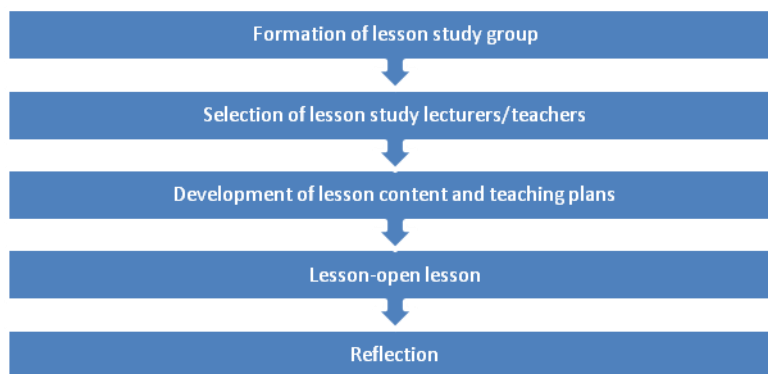 Formation of lesson study group
Selection of lesson study lecturers/teachers
Development of lesson content and teaching plans
Lesson-open lesson
Reflection